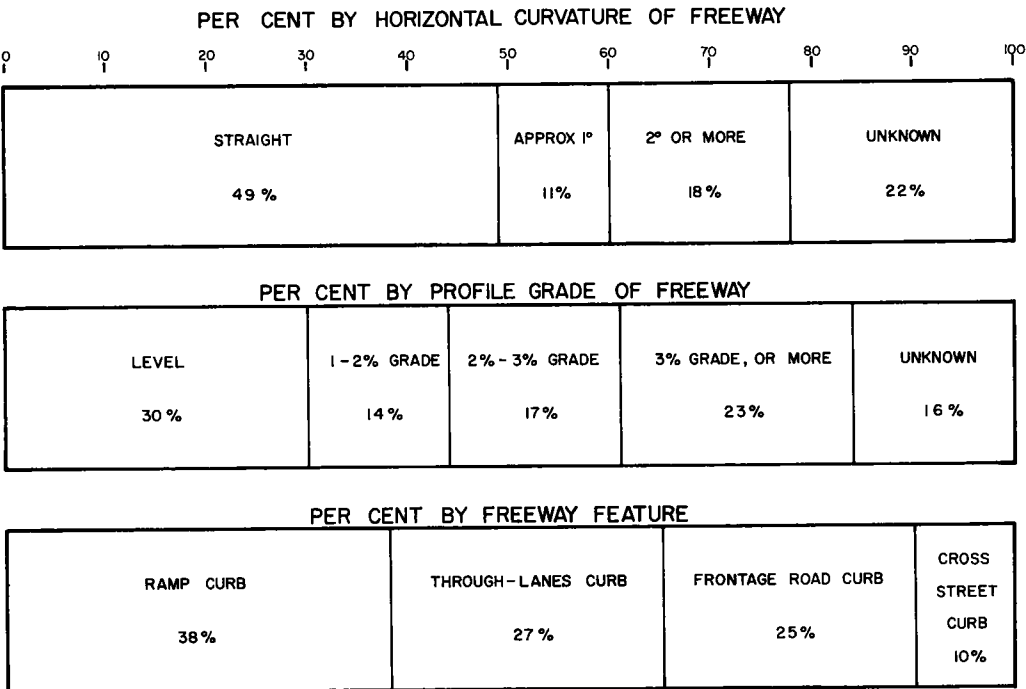 PER CENT BY HORIZONTAL CURVATURE OF FREEWAY
0 10 20 30 40 50 60 70 80 90 100
STRAIGHT APPROX 1° 2° OR MORE UNKNOWN
49% 11% 18% 22%
PER CENT BY PROFILE GRADE OF FREEWAY
LEVEL 1-2% GRADE 2%-3% GRADE 3% GRADE, OR MORE UNKNOWN
30% 14% 17% 23% 16%
PER CENT BY FREEWAY FEATURE
RAMP CURB THROUGH-LANES CURB FRONTAGE ROAD CURB CROSS
STREET
CURB
38% 27% 25% 10%